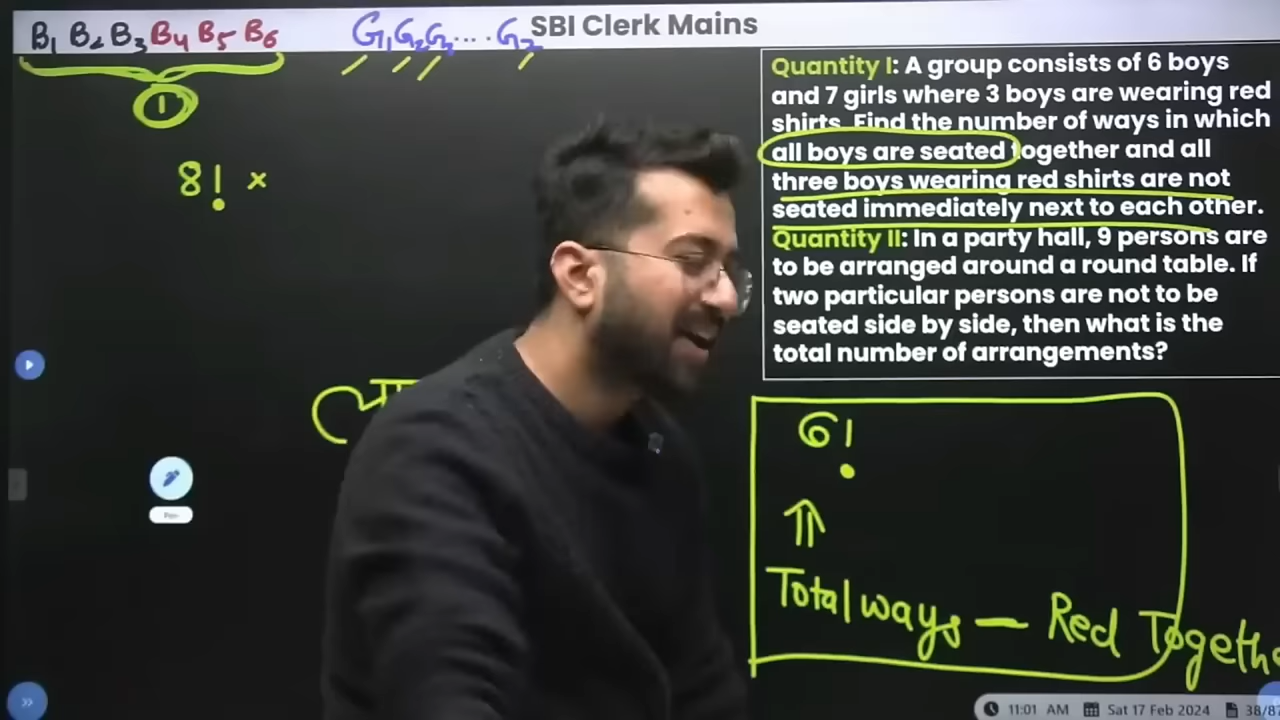 B1 B2 B3 B4 B5 B6 G1 G2 G3 .... G7 SBI Clerk Mains
1
8! ×
Quantity I: A group consists of 6 boys
and 7 girls where 3 boys are wearing red
shirts. Find the number of ways in which
all boys are seated together and all
three boys wearing red shirts are not
seated immediately next to each other.
Quantity II: In a party hall, 9 persons are
to be arranged around a round table. If
two particular persons are not to be
seated side by side, then what is the
total number of arrangements?
6!
Total ways — Red Togethe
11:01 AM Sat 17 Feb 2024 38/87